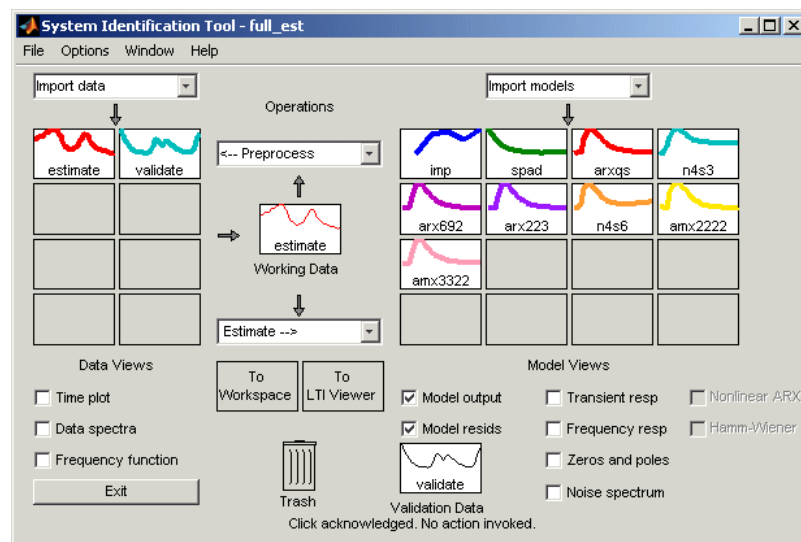 System Identification Tool - full_est
File Options Window Help
Import data
Operations
Import models
estimate
validate
<-- Preprocess
imp
spad
arxqs
n4s3
estimate
Working Data
arx692
arx223
n4s6
amx2222
amx3322
Estimate -->
Data Views
Time plot
Data spectra
Frequency function
Exit
To
Workspace
To
LTI Viewer
Trash
Model Views
Model output
Transient resp
Nonlinear ARX
Model resids
Frequency resp
Hamm-Wiener
Zeros and poles
Noise spectrum
validate
Validation Data
Click acknowledged. No action invoked.